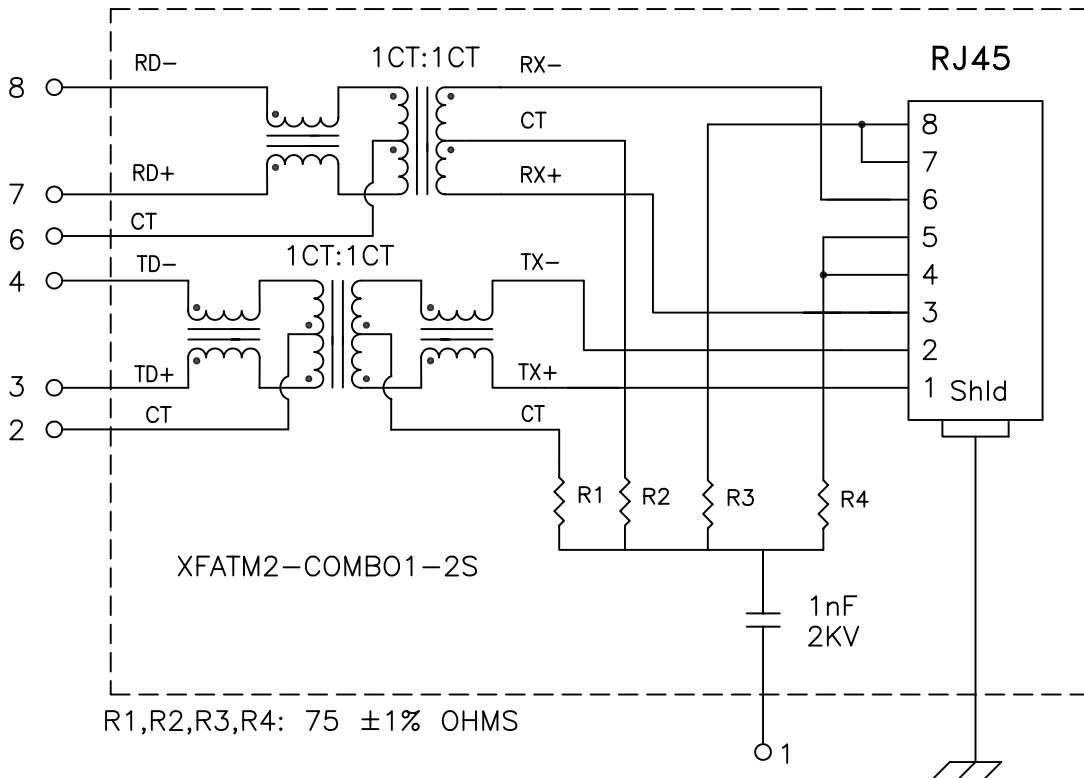 1CT:1CT
RJ45
8
RD-
RX-
CT
8
7
7
RD+
RX+
6
6
CT
5
4
TD-
1CT:1CT
TX-
4
3
2
3
TD+
TX+
1 Shld
2
CT
CT
R1
R2
R3
R4
XFATM2-COMBO1-2S
1nF
2KV
R1,R2,R3,R4: 75 ±1% OHMS
1